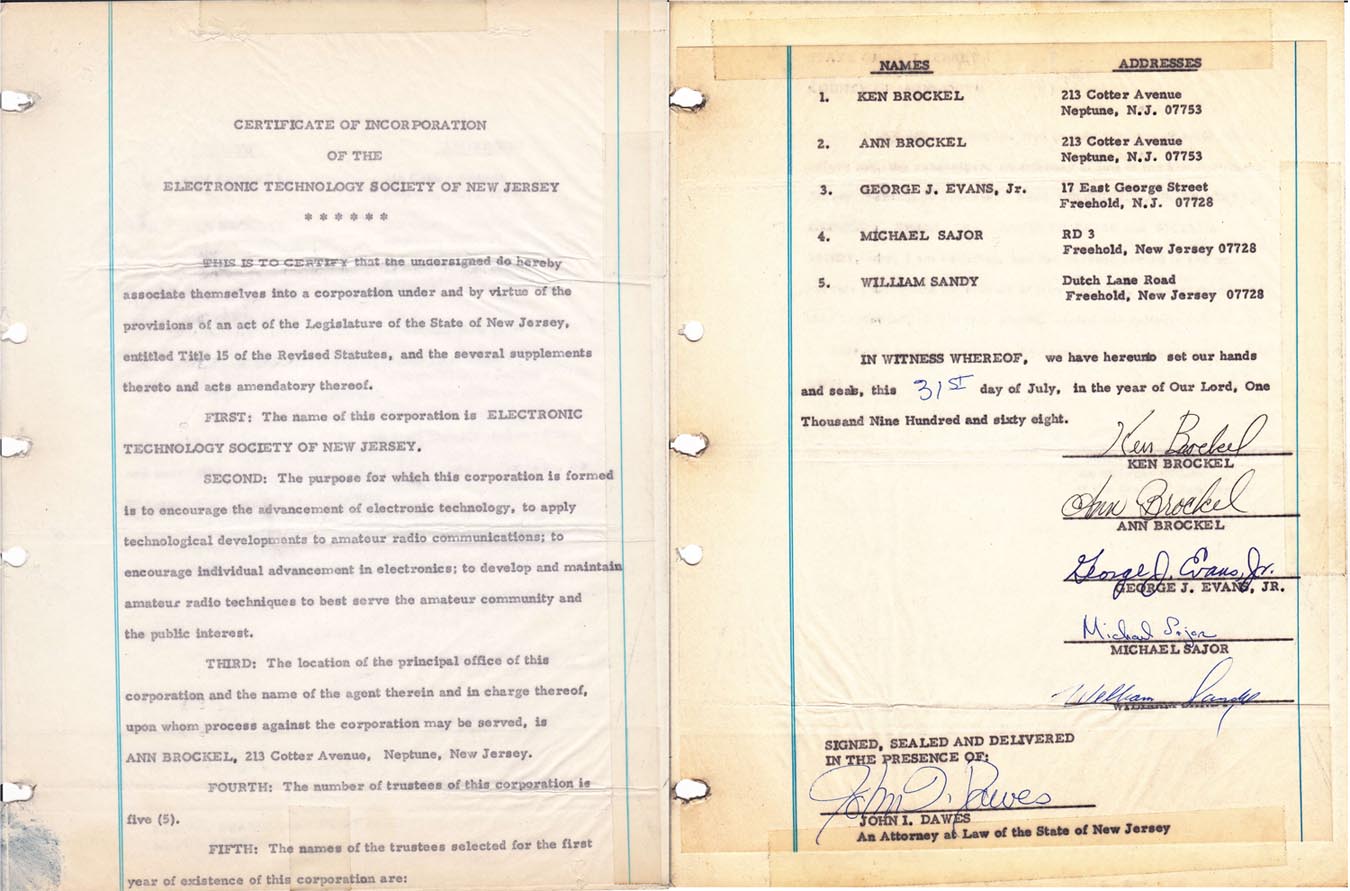 CERTIFICATE OF INCORPORATION
OF THE
ELECTRONIC TECHNOLOGY SOCIETY OF NEW JERSEY
* * * * * *
THIS IS TO CERTIFY that the undersigned do hereby
associate themselves into a corporation under and by virtue of the
provisions of an act of the Legislature of the State of New Jersey,
entitled Title 15 of the Revised Statutes, and the several supplements
thereto and acts amendatory thereof.
FIRST: The name of this corporation is ELECTRONIC
TECHNOLOGY SOCIETY OF NEW JERSEY.
SECOND: The purpose for which this corporation is formed
is to encourage the advancement of electronic technology, to apply
technological developments to amateur radio communications; to
encourage individual advancement in electronics; to develop and maintain
amateur radio techniques to best serve the amateur community and
the public interest.
THIRD: The location of the principal office of this
corporation and the name of the agent therein and in charge thereof,
upon whom process against the corporation may be served, is
ANN BROCKEL, 213 Cotter Avenue, Neptune, New Jersey.
FOURTH: The number of trustees of this corporation is
five (5).
FIFTH: The names of the trustees selected for the first
year of existence of this corporation are:
NAMES ADDRESSES
1. KEN BROCKEL 213 Cotter Avenue
Neptune, N.J. 07753
2. ANN BROCKEL 213 Cotter Avenue
Neptune, N.J. 07753
3. GEORGE J. EVANS, Jr. 17 East George Street
Freehold, N.J. 07728
4. MICHAEL SAJOR RD 3
Freehold, New Jersey 07728
5. WILLIAM SANDY Dutch Lane Road
Freehold, New Jersey 07728
IN WITNESS WHEREOF, we have hereunto set our hands
and seals, this 31ST day of July, in the year of Our Lord, One
Thousand Nine Hundred and sixty eight.
Ken Brockel
KEN BROCKEL
Ann Brockel
ANN BROCKEL
George J. Evans, Jr.
GEORGE J. EVANS, JR.
Michael Sajor
MICHAEL SAJOR
William Sandy
WILLIAM SANDY
SIGNED, SEALED AND DELIVERED
IN THE PRESENCE OF:
John I. Dawes
JOHN I. DAWES
An Attorney at Law of the State of New Jersey